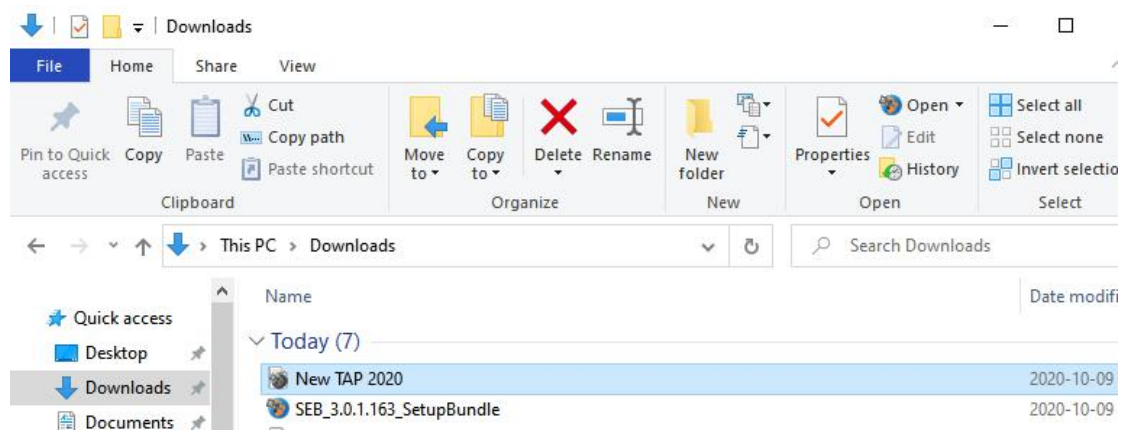 Downloads
File Home Share View
Pin to Quick access
Copy
Paste
Cut
Copy path
Paste shortcut
Clipboard
Move to
Copy to
Delete
Rename
Organize
New folder
New
Properties
Open
Edit
History
Open
Select all
Select none
Invert selectio
Select
This PC > Downloads
Search Downloads
Name Date modifi
Quick access
Today (7)
Desktop
New TAP 2020 2020-10-09
Downloads
SEB_3.0.1.163_SetupBundle 2020-10-09
Documents